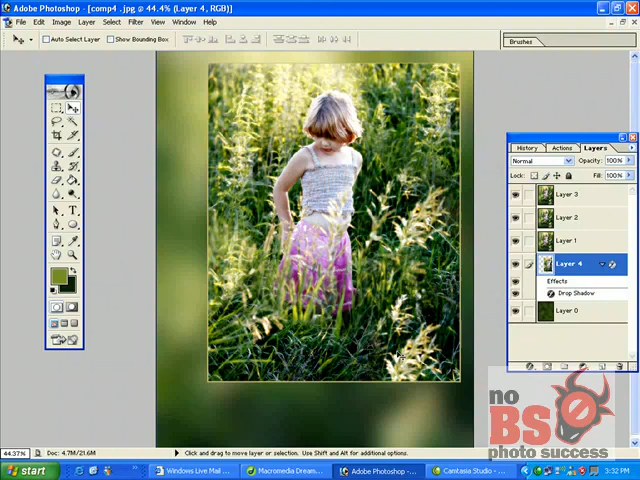 Adobe Photoshop - [comp4 .jpg @ 44.4% (Layer 4, RGB)]
File Edit Image Layer Select Filter View Window Help
Auto Select Layer Show Bounding Box
Brushes
History Actions Layers
Normal Opacity: 100%
Lock: Fill: 100%
Layer 3
Layer 2
Layer 1
Layer 4
Effects
Drop Shadow
Layer 0
no
BS
photo success
44.37% Doc: 4.7M/21.6M Click and drag to move layer or selection. Use Shift and Alt for additional options.
start Windows Live Mail ... Macromedia Dream... Adobe Photoshop -... Camtasia Studio - ... 3:32 PM